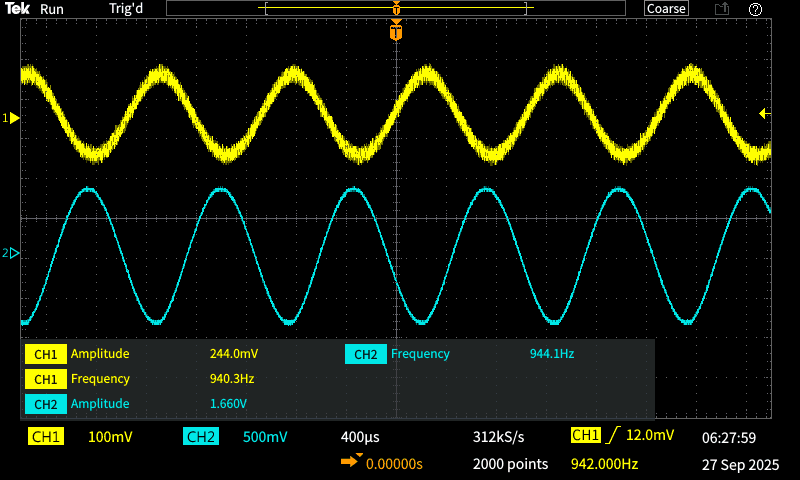 Tek Run Trig'd T Coarse ?
T
1
2
CH1 Amplitude 244.0mV CH2 Frequency 944.1Hz
CH1 Frequency 940.3Hz
CH2 Amplitude 1.660V
CH1 100mV CH2 500mV 400µs 312kS/s CH1 12.0mV 06:27:59
0.00000s 2000 points 942.000Hz 27 Sep 2025